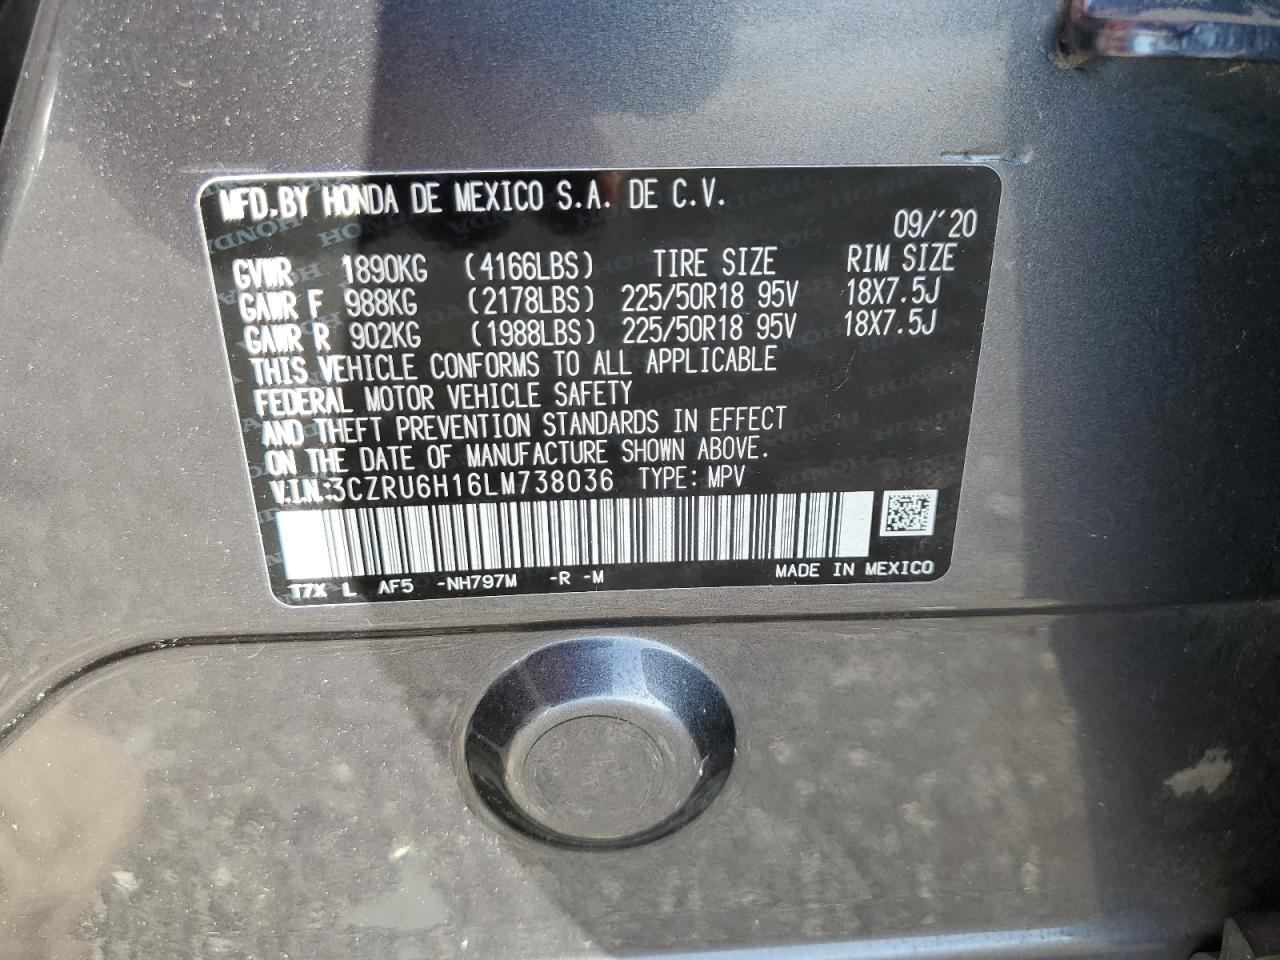 MFD.BY HONDA DE MEXICO S.A. DE C.V.
09/'20
GVWR 1890KG (4166LBS) TIRE SIZE RIM SIZE
GAWR F 988KG (2178LBS) 225/50R18 95V 18X7.5J
GAWR R 902KG (1988LBS) 225/50R18 95V 18X7.5J
THIS VEHICLE CONFORMS TO ALL APPLICABLE
FEDERAL MOTOR VEHICLE SAFETY
AND THEFT PREVENTION STANDARDS IN EFFECT
ON THE DATE OF MANUFACTURE SHOWN ABOVE.
V.I.N.:3CZRU6H16LM738036 TYPE: MPV
T7X L AF5 -NH797M -R -M MADE IN MEXICO